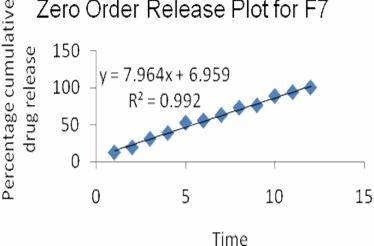 Zero Order Release Plot for F7
Percentage cumulative
drug release
150
100
50
0
y = 7.964x + 6.959
R² = 0.992
0
5
10
15
Time